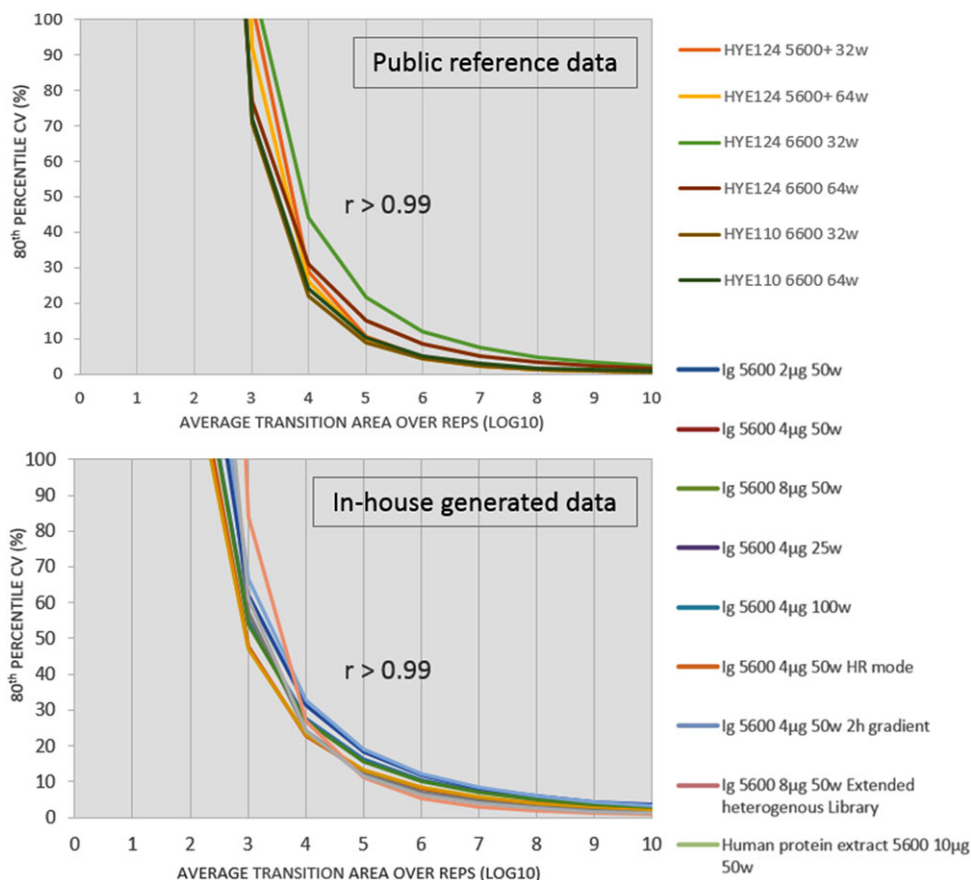 Public reference data
r > 0.99
80th PERCENTILE CV (%)
100
90
80
70
60
50
40
30
20
10
0
0 1 2 3 4 5 6 7 8 9 10
AVERAGE TRANSITION AREA OVER REPS (LOG10)
In-house generated data
r > 0.99
80th PERCENTILE CV (%)
100
90
80
70
60
50
40
30
20
10
0
0 1 2 3 4 5 6 7 8 9 10
AVERAGE TRANSITION AREA OVER REPS (LOG10)
HYE124 5600+ 32w
HYE124 5600+ 64w
HYE124 6600 32w
HYE124 6600 64w
HYE110 6600 32w
HYE110 6600 64w
Ig 5600 2μg 50w
Ig 5600 4μg 50w
Ig 5600 8μg 50w
Ig 5600 4μg 25w
Ig 5600 4μg 100w
Ig 5600 4μg 50w HR mode
Ig 5600 4μg 50w 2h gradient
Ig 5600 8μg 50w Extended
heterogenous Library
Human protein extract 5600 10μg
50w